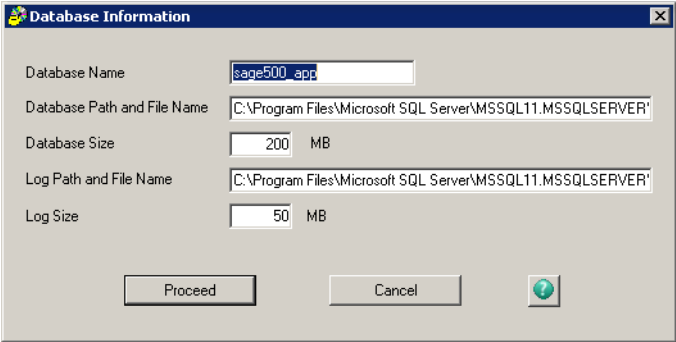 Database Information
Database Name sage500_app
Database Path and File Name C:\Program Files\Microsoft SQL Server\MSSQL11.MSSQLSERVER'
Database Size 200 MB
Log Path and File Name C:\Program Files\Microsoft SQL Server\MSSQL11.MSSQLSERVER'
Log Size 50 MB
Proceed Cancel ?